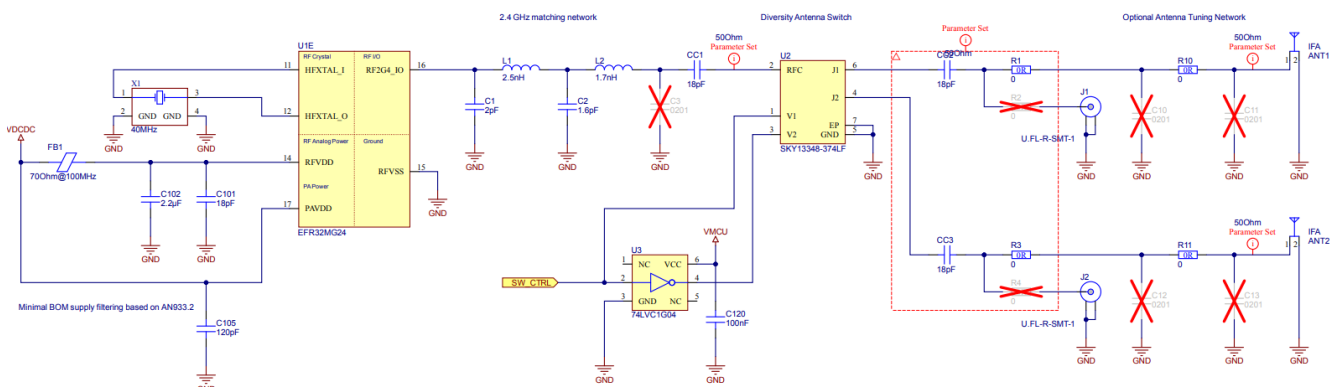 2.4 GHz matching network
Diversity Antenna Switch
Optional Antenna Tuning Network
U1E
RF Crystal
RF I/O
11
HFXTAL_I
RF2G4_IO
16
12
HFXTAL_O
RF Analog Power
Ground
14
RFVDD
RFVSS
15
PA Power
17
PAVDD
EFR32MG24
GND
X1
1
3
2
GND
GND
4
40MHz
GND
GND
VDCDC
FB1
70Ohm@100MHz
C102
2.2µF
GND
C101
18pF
GND
Minimal BOM supply filtering based on AN933.2
C105
120pF
GND
L1
2.5nH
L2
1.7nH
C1
2pF
GND
C2
1.6pF
GND
C3
0201
GND
CC1
18pF
50Ohm
Parameter Set
i
U2
2
RFC
J1
6
J2
4
1
V1
3
V2
EP
7
GND
5
SKY13348-374LF
GND
SW_CTRL
U3
1
NC
VCC
6
2
4
3
GND
NC
5
74LVC1G04
GND
VMCU
C120
100nF
GND
Parameter Set
i
50Ohm
18pF
R1
0R
0
R2
0
J1
U.FL-R-SMT-1
GND
C10
0201
GND
R10
0R
0
50Ohm
Parameter Set
i
C11
0201
GND
1
2
IFA
ANT1
GND
CC3
18pF
R3
0R
0
R4
0
J2
U.FL-R-SMT-1
GND
C12
0201
GND
R11
0R
0
50Ohm
Parameter Set
i
C13
0201
GND
1
2
IFA
ANT2
GND